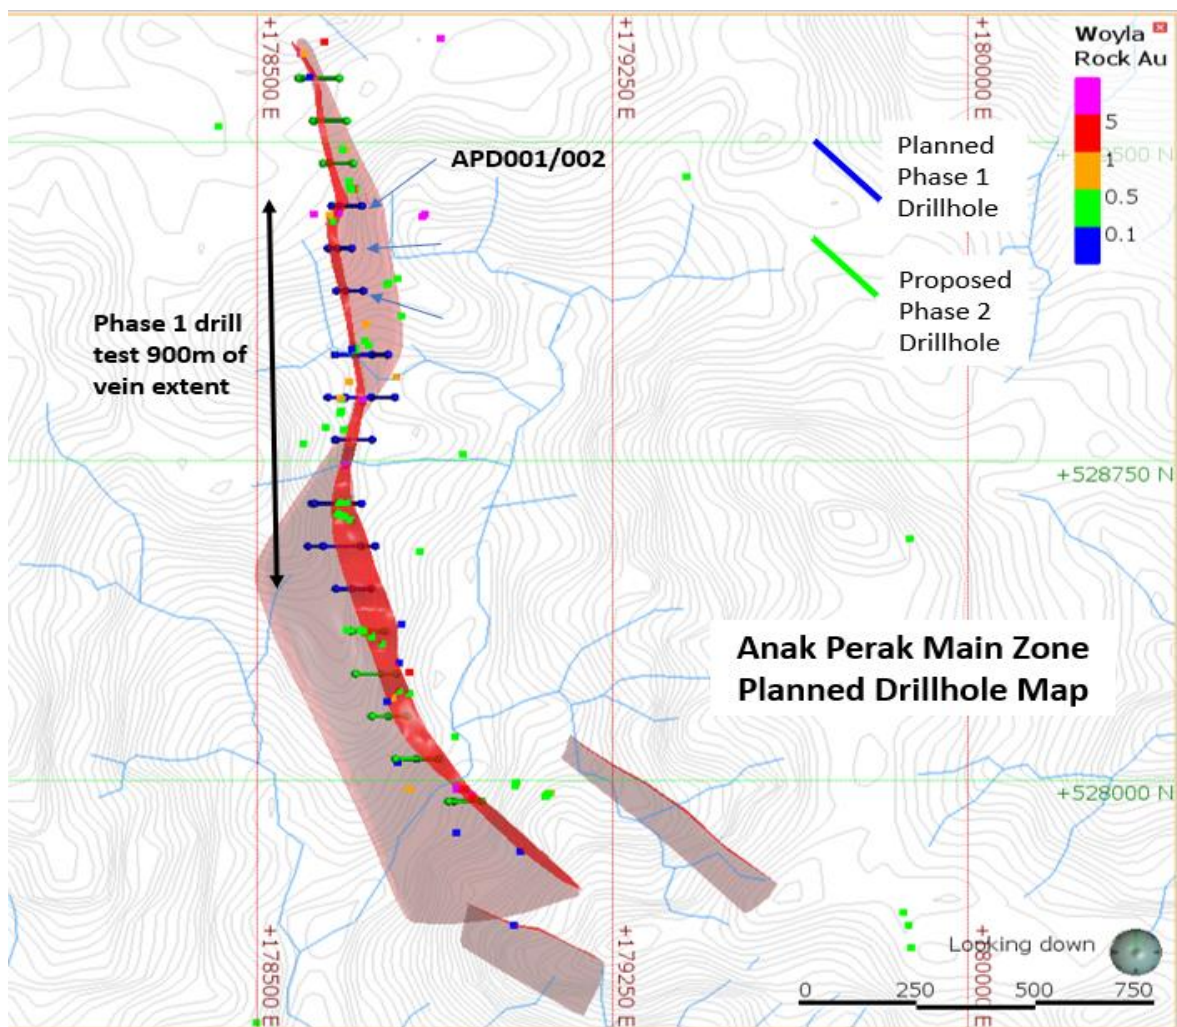 +178500 E
+179250 E
+180000 E
Woyla
Rock Au
5
1
0.5
0.1
Planned
Phase 1
Drillhole
Proposed
Phase 2
Drillhole
APD001/002
Phase 1 drill
test 900m of
vein extent
+528750 N
Anak Perak Main Zone
Planned Drillhole Map
+528000 N
Looking down
0 250 500 750
+178500 E
+179250 E